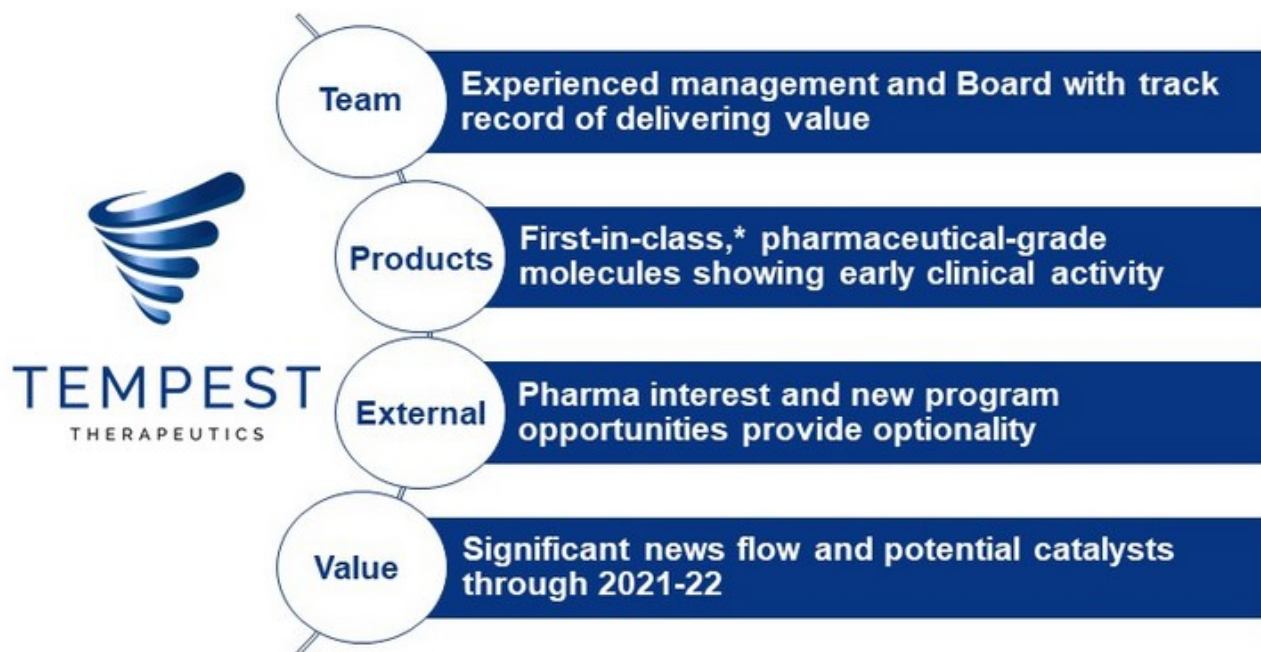 Team
Experienced management and Board with track
record of delivering value
Products
First-in-class,* pharmaceutical-grade
molecules showing early clinical activity
TEMPEST
THERAPEUTICS
External
Pharma interest and new program
opportunities provide optionality
Value
Significant news flow and potential catalysts
through 2021-22